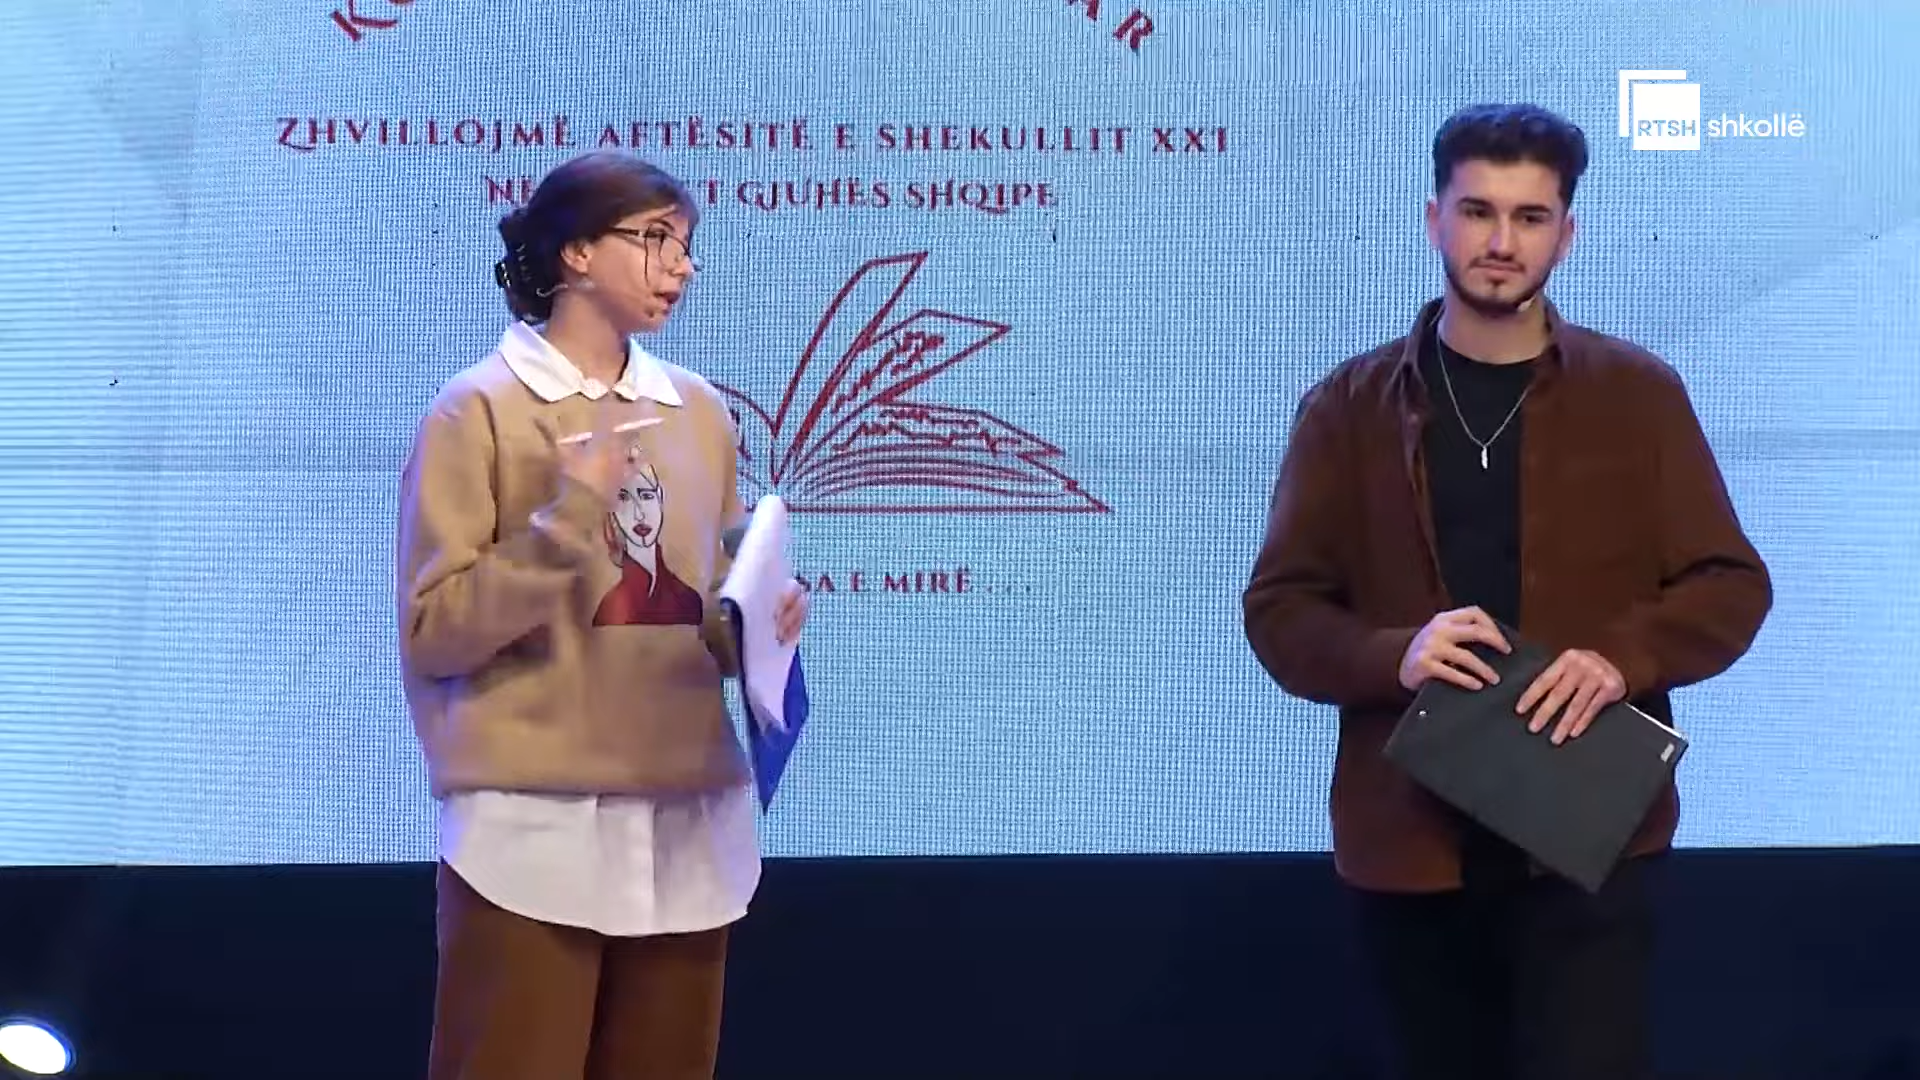 ZHVILLOJMË AFTËSITË E SHEKULLIT XXI
GJUHËS SHQIPE
E MIRË . . .
RTSH shkollë